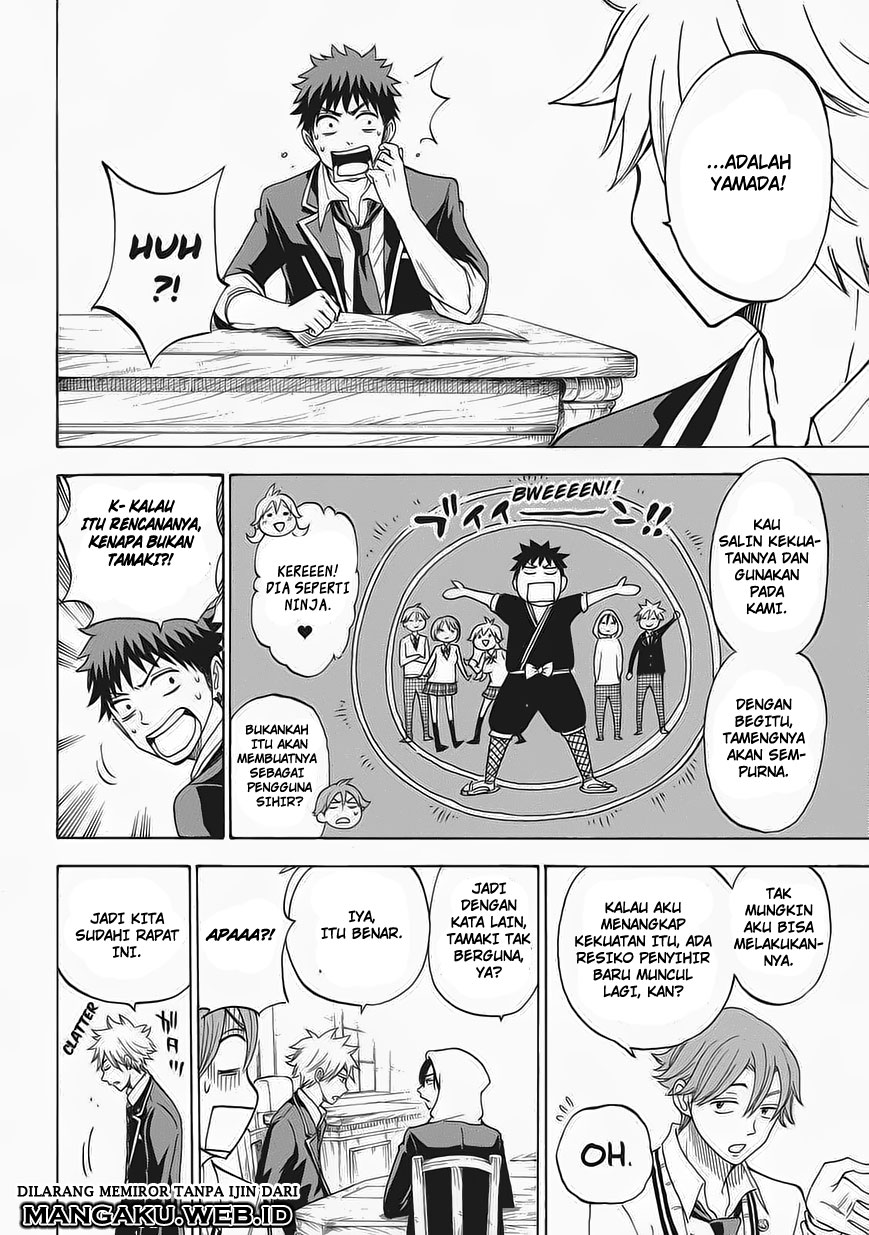 ...ADALAH
YAMADA!
HUH
?!
KAU
SALIN KEKUA-
TANNYA DAN
GUNAKAN
PADA
KAMI.
DENGAN
BEGITU,
TAMENGNYA
AKAN SEM-
PURNA.
BWEEEEN!!
ブイイーーン!!
KEREEEN!
DIA SEPERTI
NINJA.
♥
BUKANKAH
ITU AKAN
MEMBUATNYA
SEBAGAI
PENGGUNA
SIHIR?
K- KALAU
ITU RENCANANYA,
KENAPA BUKAN
TAMAKI?!
TAK
MUNGKIN
AKU BISA
MELAKUKAN-
NYA.
KALAU AKU
MENANGKAP
KEKUATAN ITU, ADA
RESIKO PENYIHIR
BARU MUNCUL
LAGI, KAN?
OH.
JADI
DENGAN
KATA LAIN,
TAMAKI TAK
BERGUNA,
YA?
IYA,
ITU BENAR.
APAAA?!
JADI KITA
SUDAHI RAPAT
INI.
CLATTER
ガタッ
DILARANG MEMIROR TANPA IJIN DARI
MANGAKU.WEB.ID